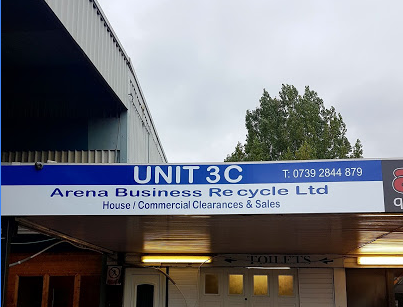 UNIT 3C
T: 0739 2844 879
Arena Business Recycle Ltd
House / Commercial Clearances & Sales
TOILETS